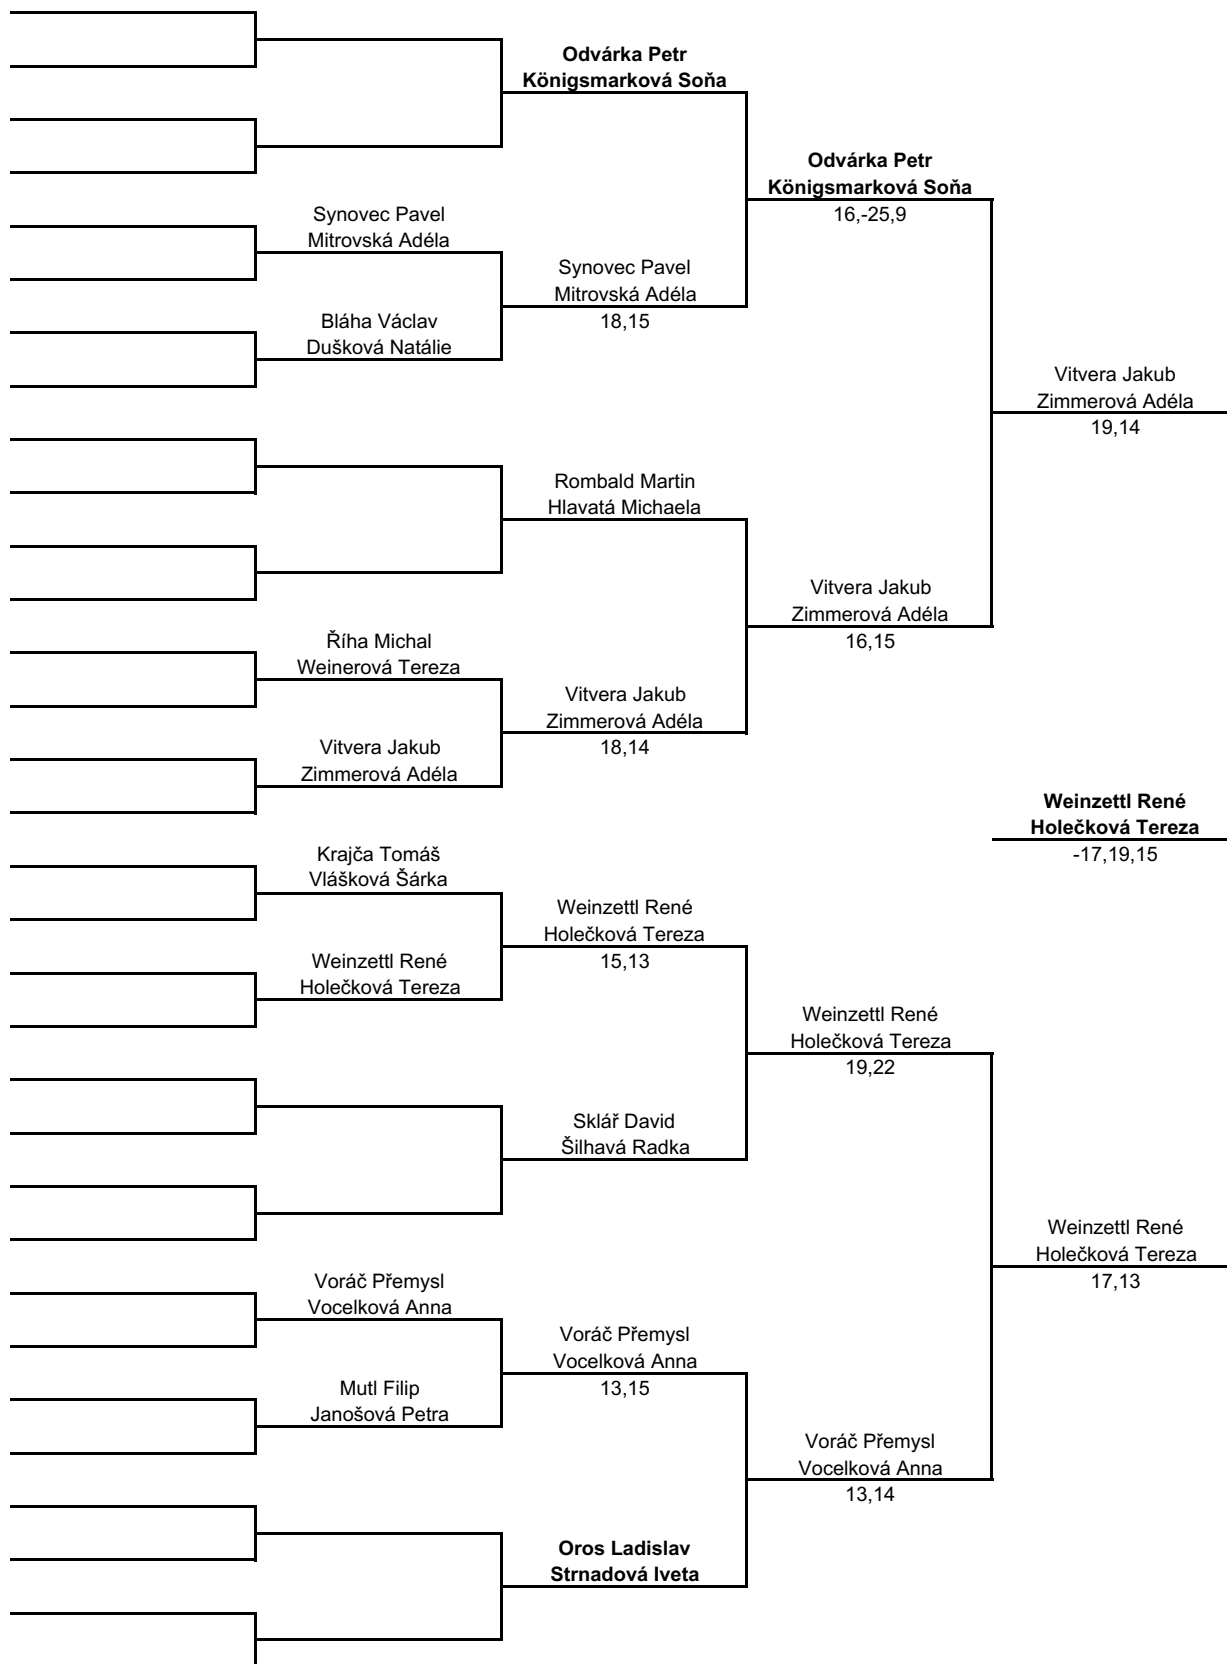 Odvárka Petr
Königsmarková Soňa
Odvárka Petr
Königsmarková Soňa
16,-25,9
Synovec Pavel
Mitrovská Adéla
Synovec Pavel
Mitrovská Adéla
18,15
Bláha Václav
Dušková Natálie
Vitvera Jakub
Zimmerová Adéla
19,14
Rombald Martin
Hlavatá Michaela
Vitvera Jakub
Zimmerová Adéla
16,15
Říha Michal
Weinerová Tereza
Vitvera Jakub
Zimmerová Adéla
18,14
Vitvera Jakub
Zimmerová Adéla
Weinzettl René
Holečková Tereza
-17,19,15
Krajča Tomáš
Vlášková Šárka
Weinzettl René
Holečková Tereza
15,13
Weinzettl René
Holečková Tereza
Weinzettl René
Holečková Tereza
19,22
Sklář David
Šilhavá Radka
Weinzettl René
Holečková Tereza
17,13
Voráč Přemysl
Vocelková Anna
Voráč Přemysl
Vocelková Anna
13,15
Mutl Filip
Janošová Petra
Voráč Přemysl
Vocelková Anna
13,14
Oros Ladislav
Strnadová Iveta